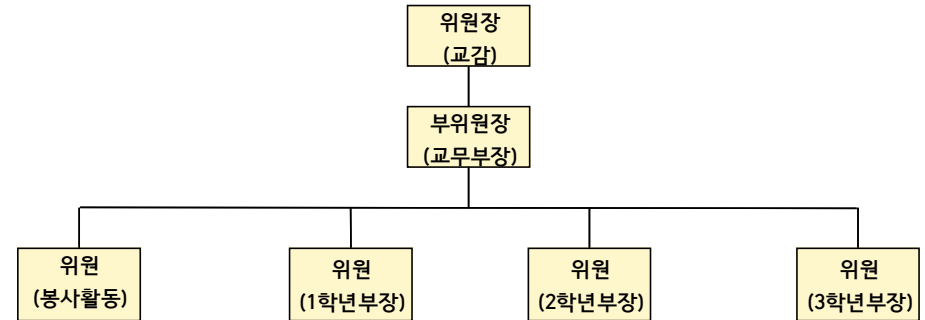 위원장
(교감)
부위원장
(교무부장)
위원
(봉사활동)
위원
(1학년부장)
위원
(2학년부장)
위원
(3학년부장)